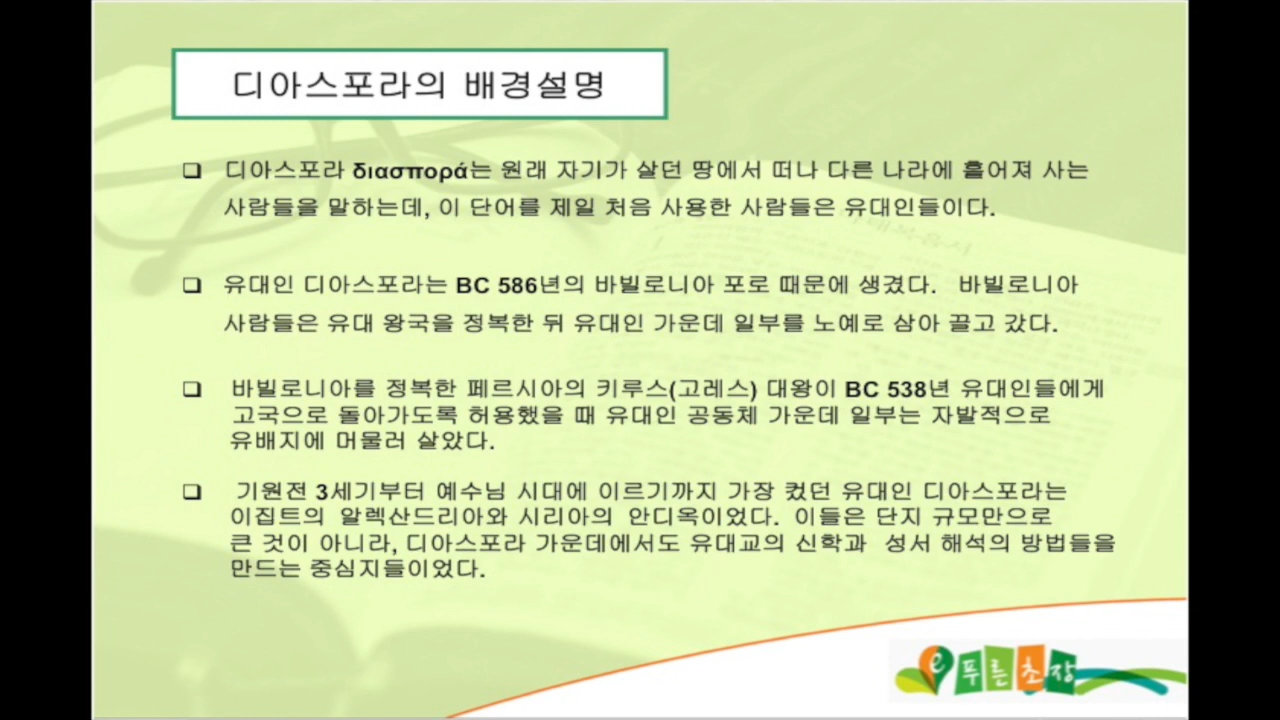 디아스포라의 배경설명
❑ 디아스포라 διασπορά는 원래 자기가 살던 땅에서 떠나 다른 나라에 흩어져 사는
사람들을 말하는데, 이 단어를 제일 처음 사용한 사람들은 유대인들이다.
❑ 유대인 디아스포라는 BC 586년의 바빌로니아 포로 때문에 생겼다. 바빌로니아
사람들은 유대 왕국을 정복한 뒤 유대인 가운데 일부를 노예로 삼아 끌고 갔다.
❑ 바빌로니아를 정복한 페르시아의 키루스(고레스) 대왕이 BC 538년 유대인들에게
고국으로 돌아가도록 허용했을 때 유대인 공동체 가운데 일부는 자발적으로
유배지에 머물러 살았다.
❑ 기원전 3세기부터 예수님 시대에 이르기까지 가장 컸던 유대인 디아스포라는
이집트의 알렉산드리아와 시리아의 안디옥이었다. 이들은 단지 규모만으로
큰 것이 아니라, 디아스포라 가운데에서도 유대교의 신학과 성서 해석의 방법들을
만드는 중심지들이었다.
e 푸른초장